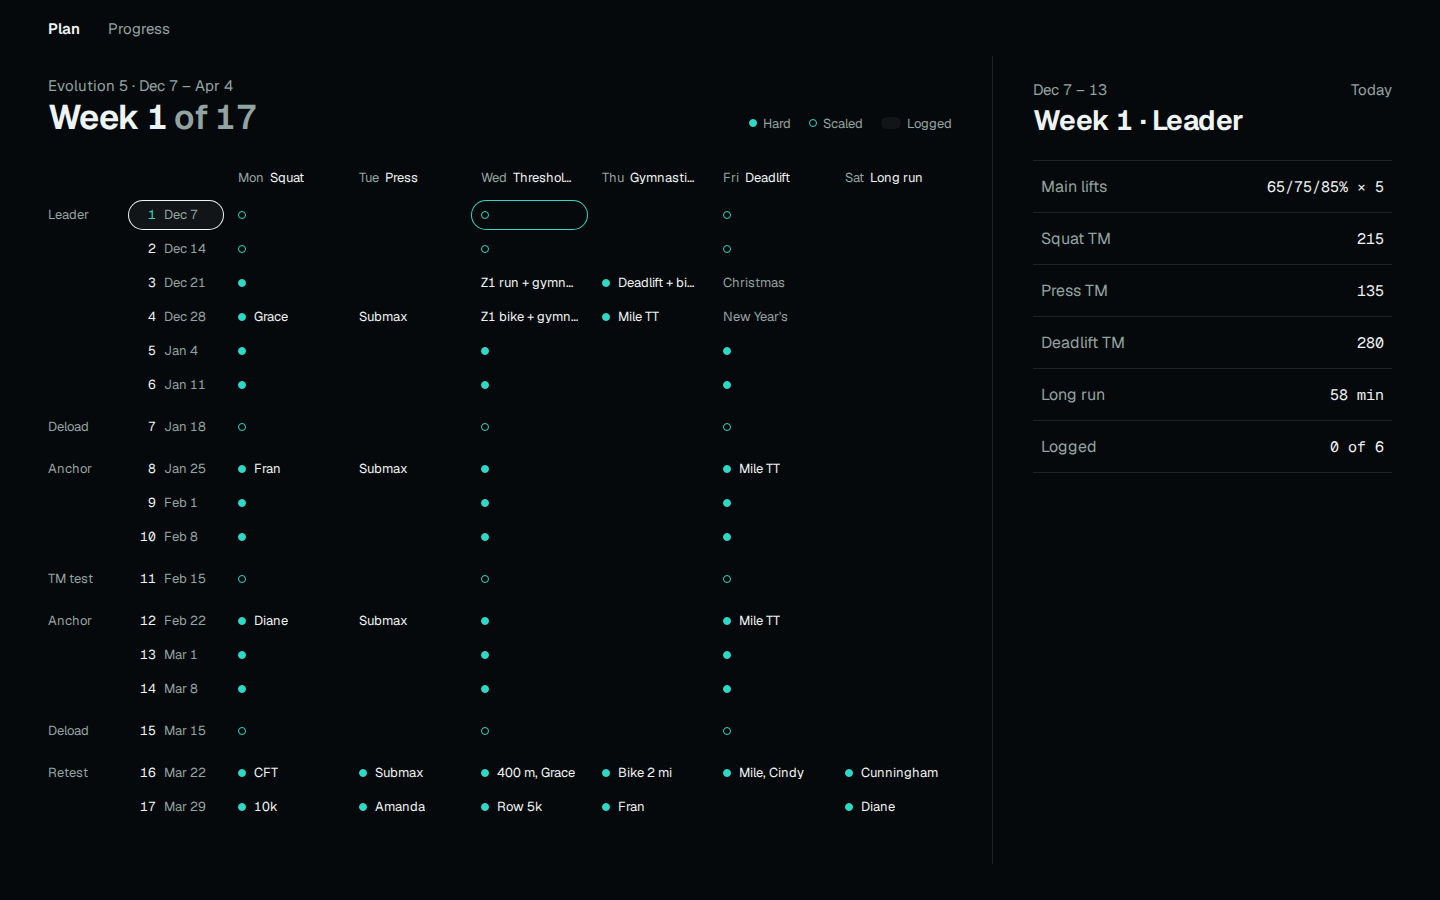 Plan Progress
Evolution 5 · Dec 7 – Apr 4
Week 1 of 17
Hard Scaled Logged
Mon Squat Tue Press Wed Threshol... Thu Gymnasti... Fri Deadlift Sat Long run
Leader 1 Dec 7
2 Dec 14
3 Dec 21 Z1 run + gymn... Deadlift + bi... Christmas
4 Dec 28 Grace Submax Z1 bike + gymn... Mile TT New Year's
5 Jan 4
6 Jan 11
Deload 7 Jan 18
Anchor 8 Jan 25 Fran Submax Mile TT
9 Feb 1
10 Feb 8
TM test 11 Feb 15
Anchor 12 Feb 22 Diane Submax Mile TT
13 Mar 1
14 Mar 8
Deload 15 Mar 15
Retest 16 Mar 22 CFT Submax 400 m, Grace Bike 2 mi Mile, Cindy Cunningham
17 Mar 29 10k Amanda Row 5k Fran Diane
Dec 7 – 13 Today
Week 1 · Leader
Main lifts 65/75/85% × 5
Squat TM 215
Press TM 135
Deadlift TM 280
Long run 58 min
Logged 0 of 6